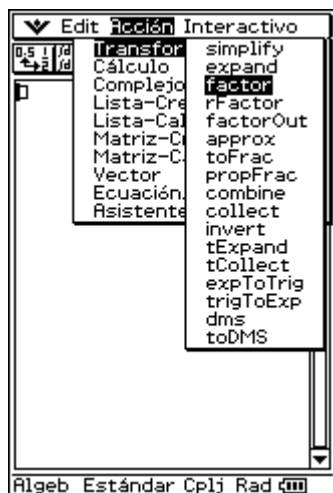 Edit Acción Interactivo
Transfor
Cálculo
Complejo
Lista-Cre
Lista-Cal
Matriz-C
Matriz-C
Vector
Ecuación
Asistente
simplify
expand
factor
rFactor
factorOut
approx
toFrac
propFrac
combine
collect
invert
tExpand
tCollect
expToTrig
trigToExp
dms
toDMS
Algeb Estándar Cplj Rad